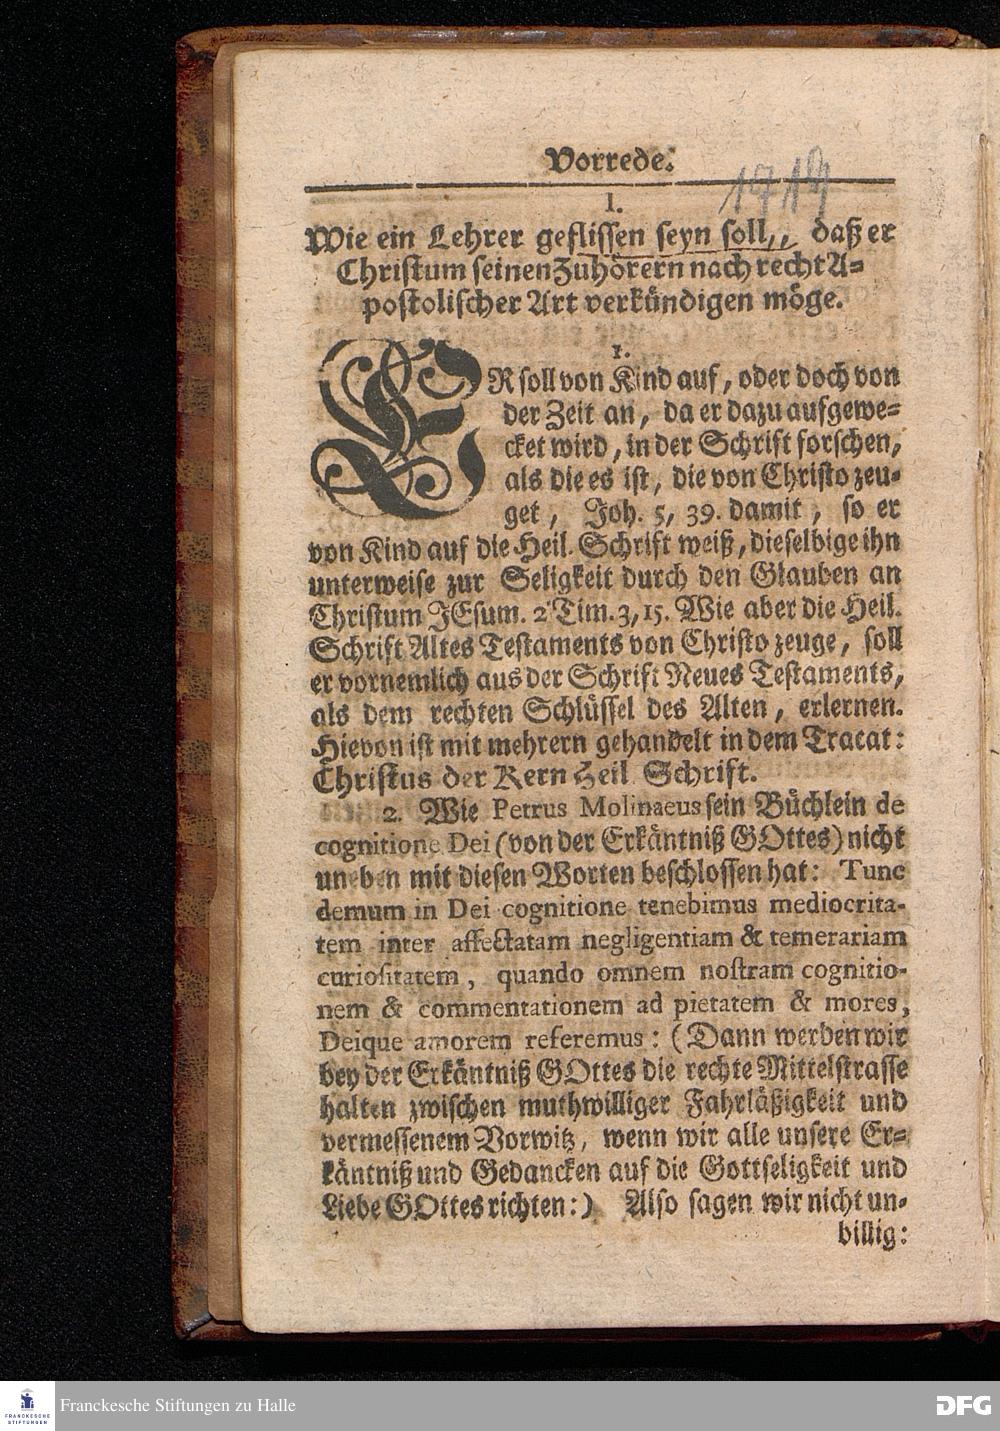 Vorrede.
1714
I.
Wie ein Lehrer geflissen seyn soll,, daß er
Christum seinen Zuhörern nach recht A-
postolischer Art verkündigen möge.
1.
ER soll von Kind auf, oder doch von
der Zeit an, da er dazu aufgewe-
cket wird, in der Schrift forschen,
als die es ist, die von Christo zeu-
get, Joh. 5, 39. damit, so er
von Kind auf die Heil. Schrift weiß, dieselbige ihn
unterweise zur Seligkeit durch den Glauben an
Christum JEsum. 2 Tim. 3, 15. Wie aber die Heil.
Schrift Altes Testaments von Christo zeuge, soll
er vornemlich aus der Schrift Neues Testaments,
als dem rechten Schlüssel des Alten, erlernen.
Hievon ist mit mehrern gehandelt in dem Tractat:
Christus der Kern Heil Schrift.
2. Wie Petrus Molinaeus sein Büchlein de
cognitione Dei (von der Erkäntniß GOttes) nicht
uneben mit diesen Worten beschlossen hat: Tunc
demum in Dei cognitione tenebimus mediocrita-
tem inter affectatam negligentiam & temerariam
curiositatem, quando omnem nostram cognitio-
nem & commentationem ad pietatem & mores,
Deique amorem referemus: (Dann werden wir
bey der Erkäntniß GOttes die rechte Mittelstrasse
halten zwischen muthwilliger Fahrläßigkeit und
vermessenem Vorwitz, wenn wir alle unsere Er-
käntniß und Gedancken auf die Gottseligkeit und
Liebe GOttes richten:) Also sagen wir nicht un-
billig:
FRANCKESCHE
STIFTUNGEN
Franckesche Stiftungen zu Halle
DFG